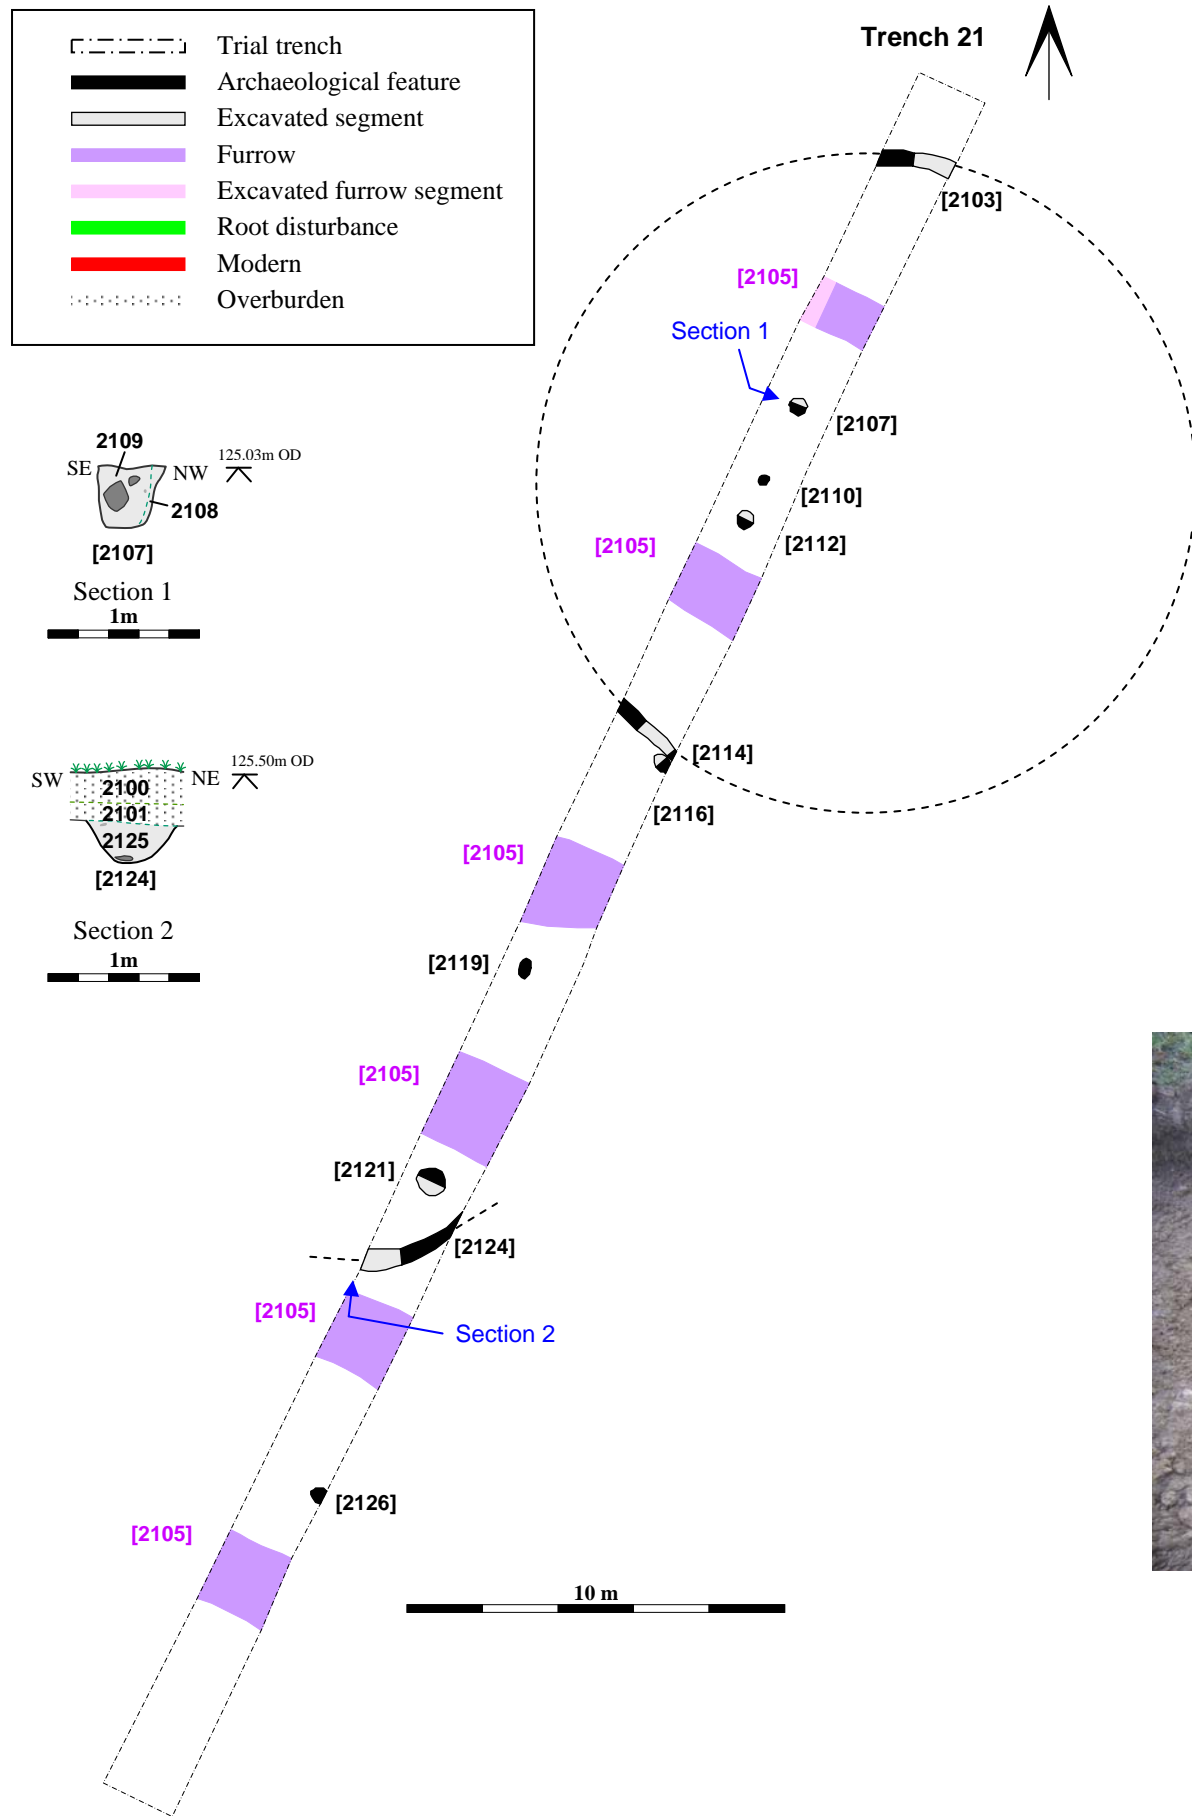 Trial trench
Archaeological feature
Excavated segment
Furrow
Excavated furrow segment
Root disturbance
Modern
Overburden
Trench 21
[2103]
[2105]
Section 1
[2107]
[2110]
[2112]
[2105]
[2114]
[2116]
[2105]
[2119]
[2105]
[2121]
[2124]
[2105]
Section 2
[2126]
[2105]
10 m
2109
SE
NW
125.03m OD
2108
[2107]
Section 1
1m
SW
NE
125.50m OD
2100
2101
2125
[2124]
Section 2
1m